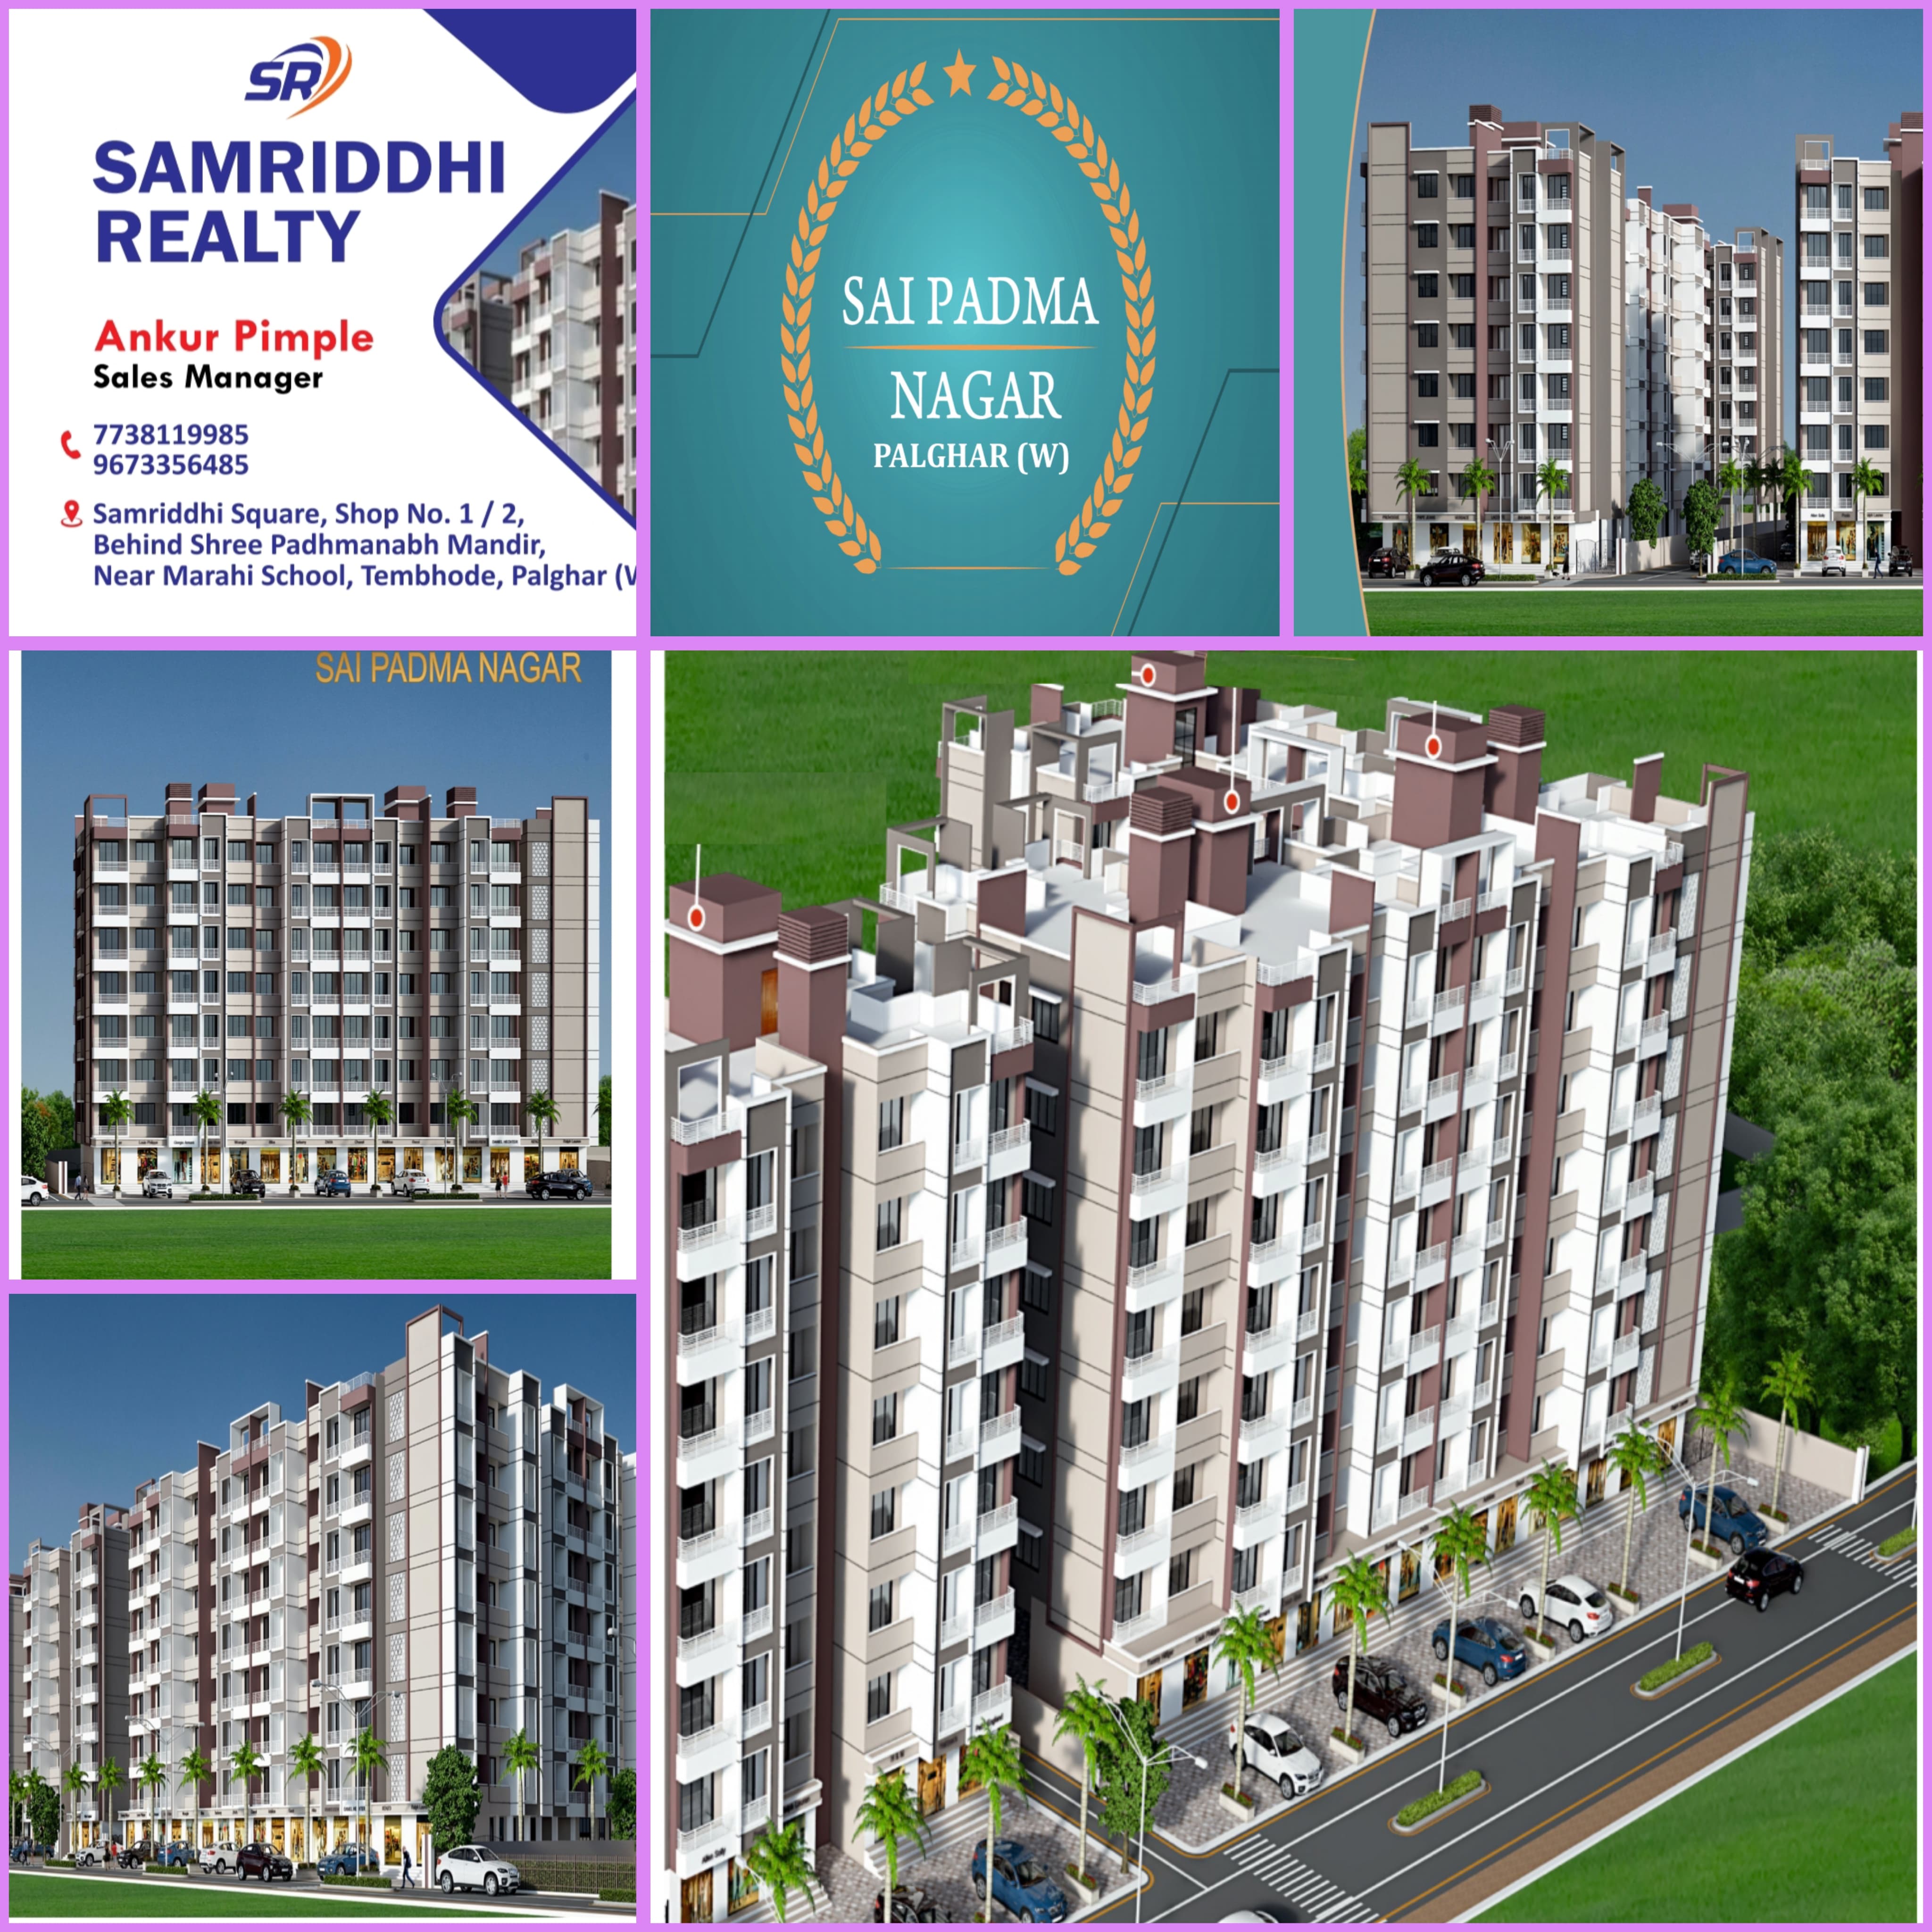 SR
SAMRIDDHI
REALTY
Ankur Pimple
Sales Manager
7738119985
9673356485
Samriddhi Square, Shop No. 1 / 2,
Behind Shree Padhmanabh Mandir,
Near Marahi School, Tembhode, Palghar (
SAI PADMA
NAGAR
PALGHAR (W)
SAI PADMA NAGAR